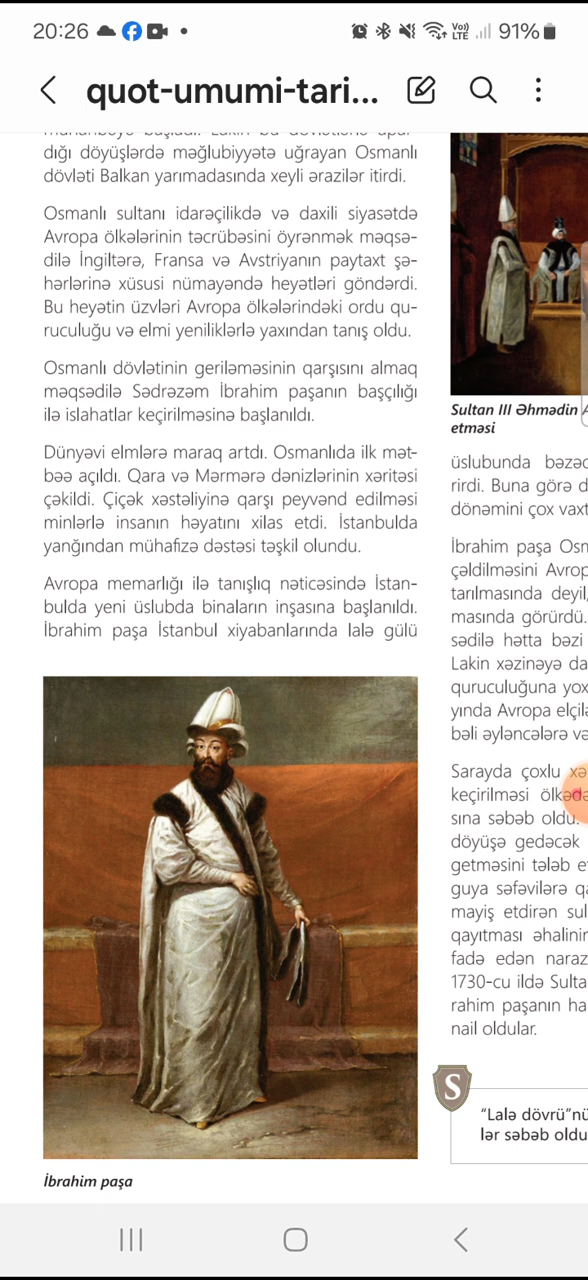 20:26
Vo))
LTE
91%
quot-umumi-tari...
dığı döyüşlərdə məğlubiyyətə uğrayan Osmanlı
dövləti Balkan yarımadasında xeyli ərazilər itirdi.
Osmanlı sultanı idarəçilikdə və daxili siyasətdə
Avropa ölkələrinin təcrübəsini öyrənmək məqsə-
dilə İngiltərə, Fransa və Avstriyanın paytaxt şə-
hərlərinə xüsusi nümayəndə heyətləri göndərdi.
Bu heyətin üzvləri Avropa ölkələrindəki ordu qu-
ruculuğu və elmi yeniliklərlə yaxından tanış oldu.
Osmanlı dövlətinin geriləməsinin qarşısını almaq
məqsədilə Sədrəzəm İbrahim paşanın başçılığı
ilə islahatlar keçirilməsinə başlanıldı.
Dünyəvi elmlərə maraq artdı. Osmanlıda ilk mət-
bəə açıldı. Qara və Mərmərə dənizlərinin xəritəsi
çəkildi. Çiçək xəstəliyinə qarşı peyvənd edilməsi
minlərlə insanın həyatını xilas etdi. İstanbulda
yanğından mühafizə dəstəsi təşkil olundu.
Avropa memarlığı ilə tanışlıq nəticəsində İstan-
bulda yeni üslubda binaların inşasına başlanıldı.
İbrahim paşa İstanbul xiyabanlarında lalə gülü
İbrahim paşa
Sultan III Əhmədin
etməsi
üslubunda bəzəd
rirdi. Buna görə d
dönəmini çox vaxt
İbrahim paşa Osn
çəldilməsini Avrop
tarılmasında deyil,
masında görürdü.
sədilə hətta bəzi
Lakin xəzinəyə da
quruculuğuna yox
yında Avropa elçilə
bəli əyləncələrə və
Sarayda çoxlu xə
keçirilməsi ölkədə
sına səbəb oldu.
döyüşə gedəcək
getməsini tələb e
guya səfəvilərə qa
mayiş etdirən sul
qayıtması əhalinin
fadə edən naraz
1730-cu ildə Sulta
rahim paşanın ha
nail oldular.
S
"Lalə dövrü"nü
lər səbəb oldu